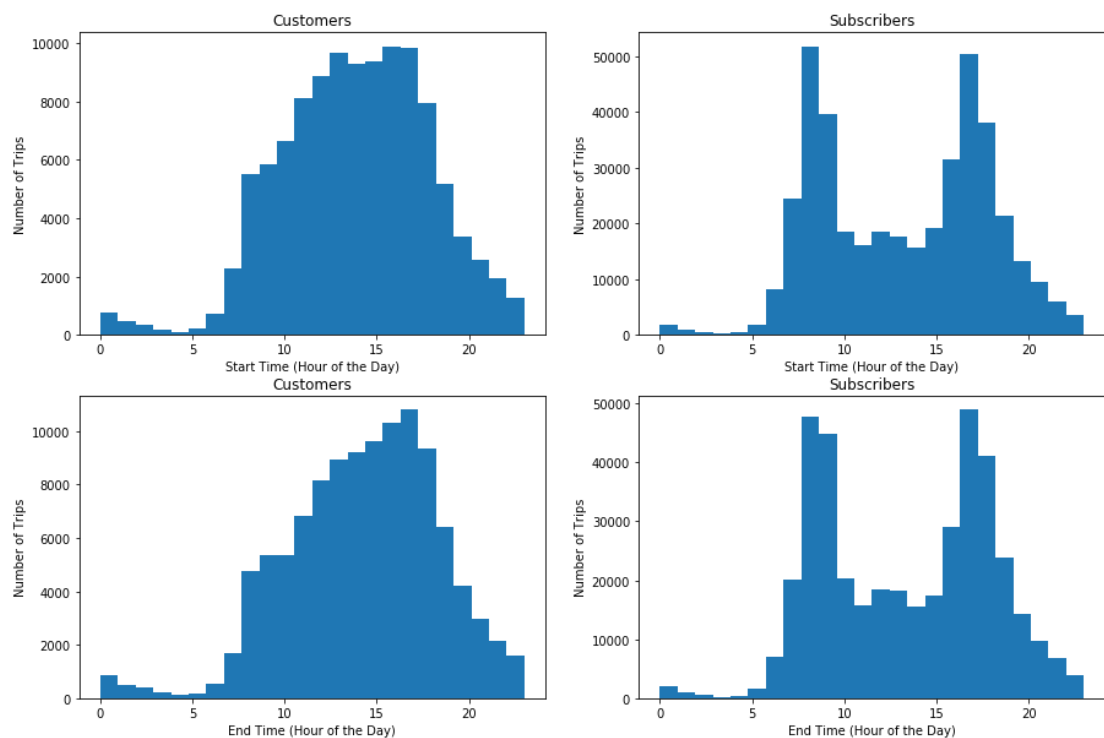 Customers
Number of Trips
10000
8000
6000
4000
2000
0
0 5 10 15 20
Start Time (Hour of the Day)
Subscribers
Number of Trips
50000
40000
30000
20000
10000
0
0 5 10 15 20
Start Time (Hour of the Day)
Customers
Number of Trips
10000
8000
6000
4000
2000
0
0 5 10 15 20
End Time (Hour of the Day)
Subscribers
Number of Trips
50000
40000
30000
20000
10000
0
0 5 10 15 20
End Time (Hour of the Day)